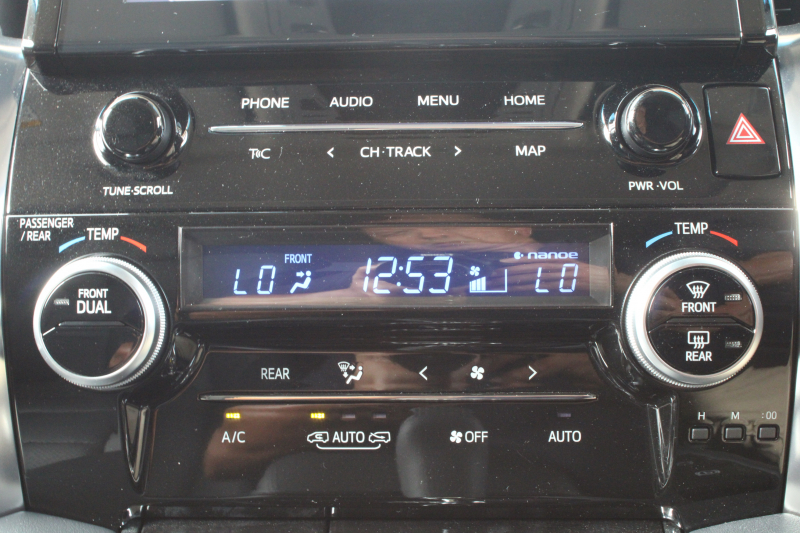 PHONE AUDIO MENU HOME
T C CH·TRACK MAP
TUNE·SCROLL PWR·VOL
PASSENGER
/REAR
TEMP TEMP
FRONT nanoe
LO 12:53 LO
FRONT
DUAL
FRONT
REAR
REAR
A/C AUTO OFF AUTO
H M :00